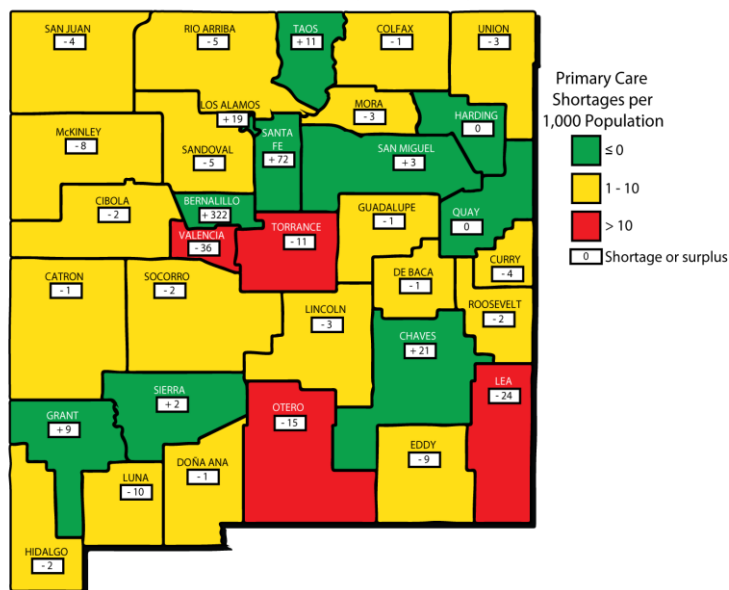 SAN JUAN
- 4
RIO ARRIBA
- 5
TAOS
+ 11
COLFAX
- 1
UNION
- 3
LOS ALAMOS
+ 19
MORA
- 3
HARDING
0
McKINLEY
- 8
SANDOVAL
- 5
SANTA
FE
+ 72
SAN MIGUEL
+ 3
CIBOLA
- 2
BERNALILLO
+ 322
GUADALUPE
- 1
QUAY
0
VALENCIA
- 36
TORRANCE
- 11
CURRY
- 4
CATRON
- 1
SOCORRO
- 2
DE BACA
- 1
LINCOLN
- 3
ROOSEVELT
- 2
CHAVES
+ 21
SIERRA
+ 2
LEA
- 24
GRANT
+ 9
OTERO
- 15
EDDY
- 9
LUNA
- 10
DOÑA ANA
- 1
HIDALGO
- 2
Primary Care
Shortages per
1,000 Population
≤ 0
1 - 10
> 10
0 Shortage or surplus